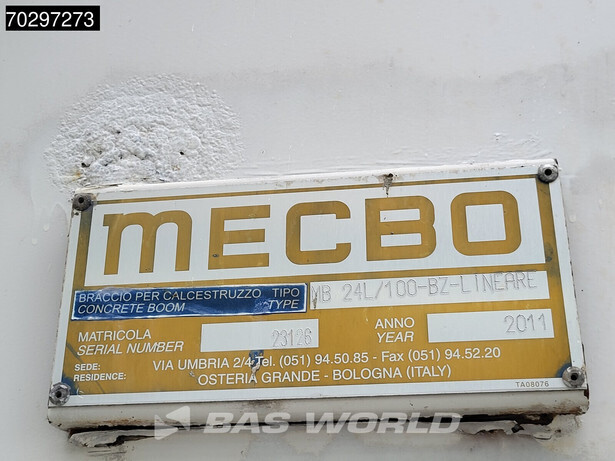 70297273
MECBO
BRACCIO PER CALCESTRUZZO TIPO MB 24L/100-BZ-LINEARE
CONCRETE BOOM TYPE
MATRICOLA 23126 ANNO 2011
SERIAL NUMBER YEAR
SEDE: VIA UMBRIA 2/4 Tel. (051) 94.50.85 - Fax (051) 94.52.20
RESIDENCE: OSTERIA GRANDE - BOLOGNA (ITALY)
TA08076
BAS WORLD